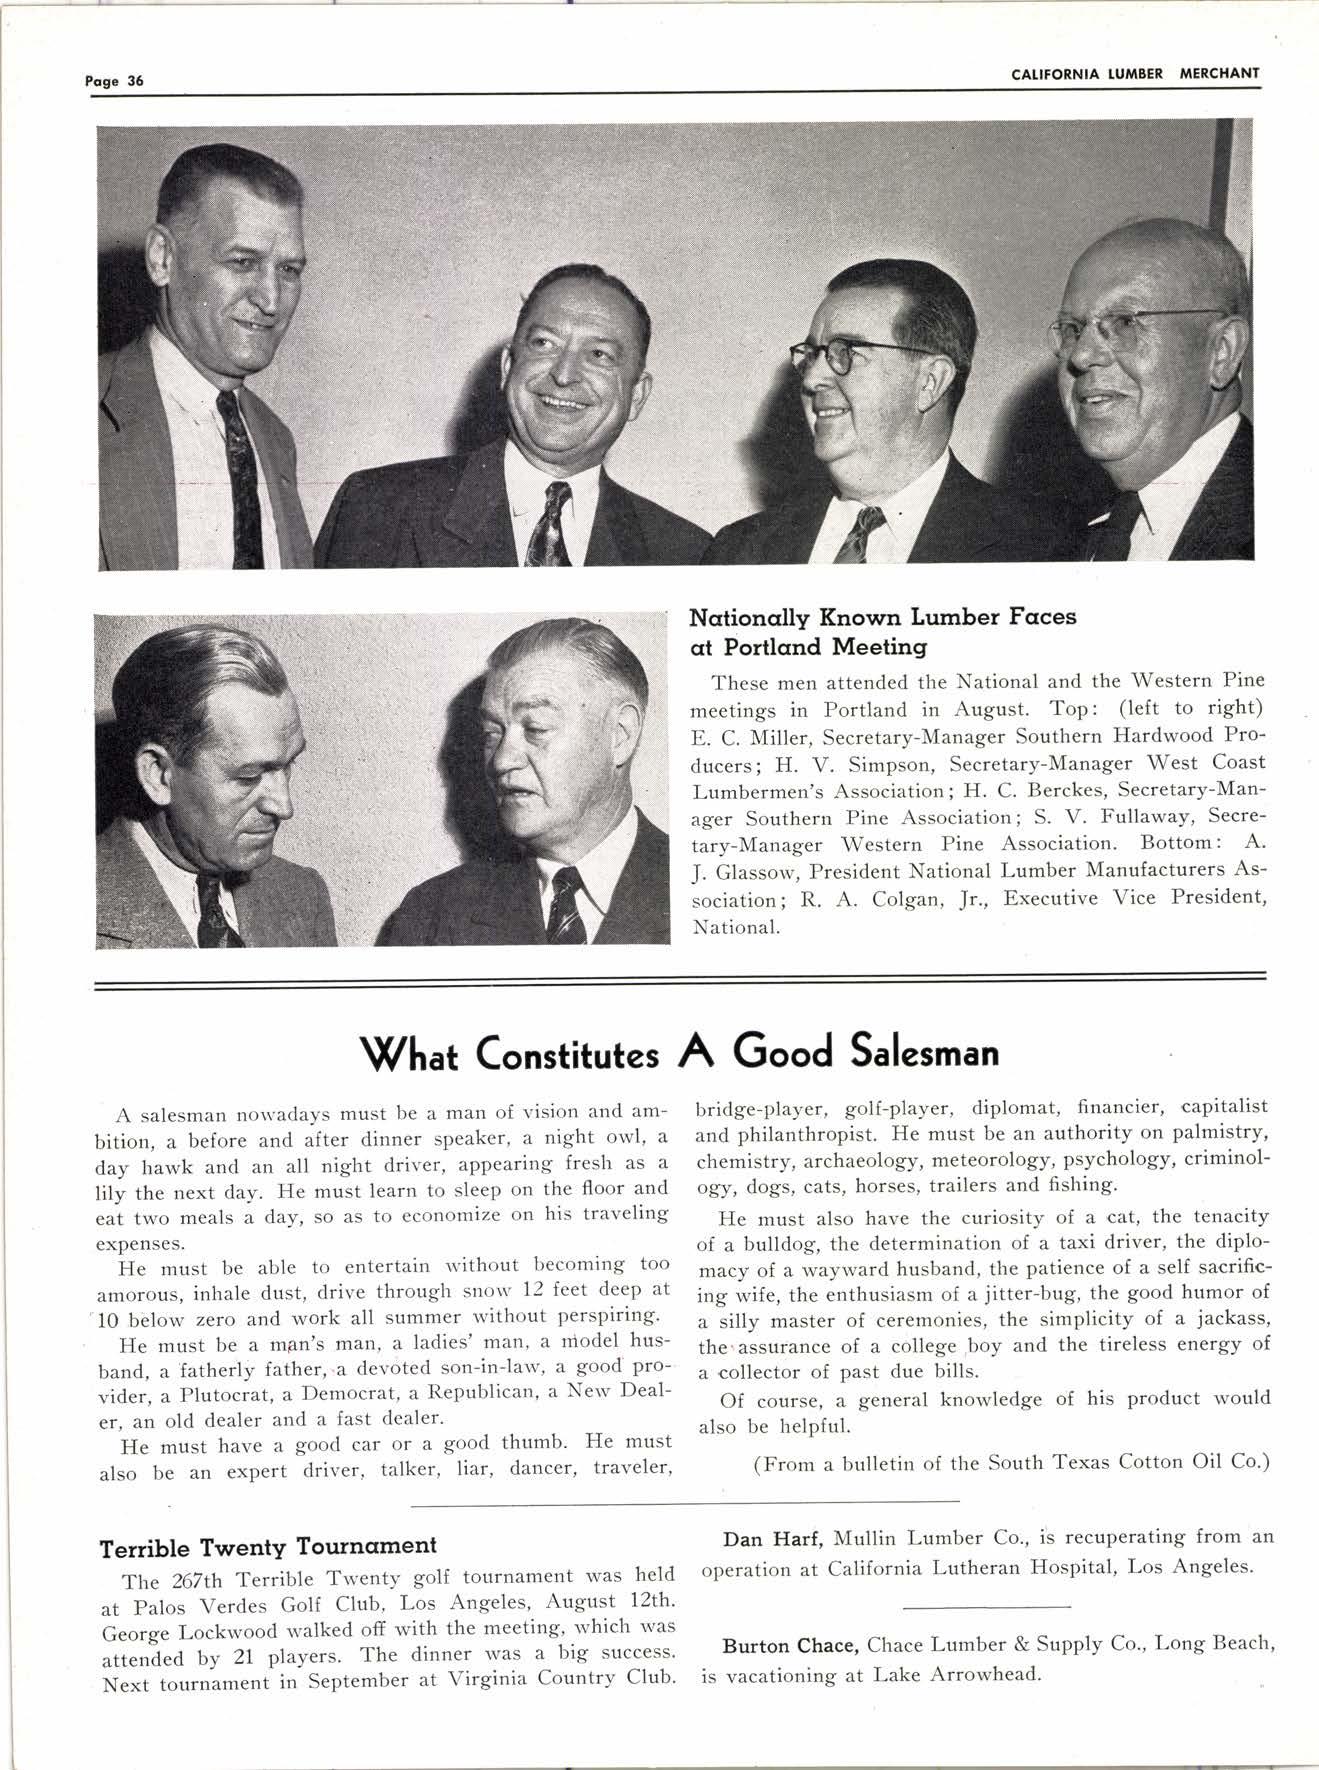 Page 36
CALIFORNIA LUMBER MERCHANT
Nationally Known Lumber Faces
at Portland Meeting
These men attended the National and the Western Pine
meetings in Portland in August. Top: (left to right)
E. C. Miller, Secretary-Manager Southern Hardwood Pro-
ducers; H. V. Simpson, Secretary-Manager West Coast
Lumbermen's Association; H. C. Berckes, Secretary-Man-
ager Southern Pine Association; S. V. Fullaway, Secre-
tary-Manager Western Pine Association. Bottom: A.
J. Glassow, President National Lumber Manufacturers As-
sociation; R. A. Colgan, Jr., Executive Vice President,
National.
What Constitutes A Good Salesman
A salesman nowadays must be a man of vision and am-
bition, a before and after dinner speaker, a night owl, a
day hawk and an all night driver, appearing fresh as a
lily the next day. He must learn to sleep on the floor and
eat two meals a day, so as to economize on his traveling
expenses.
He must be able to entertain without becoming too
amorous, inhale dust, drive through snow 12 feet deep at
10 below zero and work all summer without perspiring.
He must be a man's man, a ladies' man, a model hus-
band, a fatherly father, a devoted son-in-law, a good pro-
vider, a Plutocrat, a Democrat, a Republican, a New Deal-
er, an old dealer and a fast dealer.
He must have a good car or a good thumb. He must
also be an expert driver, talker, liar, dancer, traveler,
bridge-player, golf-player, diplomat, financier, capitalist
and philanthropist. He must be an authority on palmistry,
chemistry, archaeology, meteorology, psychology, criminol-
ogy, dogs, cats, horses, trailers and fishing.
He must also have the curiosity of a cat, the tenacity
of a bulldog, the determination of a taxi driver, the diplo-
macy of a wayward husband, the patience of a self sacrific-
ing wife, the enthusiasm of a jitter-bug, the good humor of
a silly master of ceremonies, the simplicity of a jackass,
the assurance of a college boy and the tireless energy of
a collector of past due bills.
Of course, a general knowledge of his product would
also be helpful.
(From a bulletin of the South Texas Cotton Oil Co.)
Terrible Twenty Tournament
The 267th Terrible Twenty golf tournament was held
at Palos Verdes Golf Club, Los Angeles, August 12th.
George Lockwood walked off with the meeting, which was
attended by 21 players. The dinner was a big success.
Next tournament in September at Virginia Country Club.
Dan Harf, Mullin Lumber Co., is recuperating from an
operation at California Lutheran Hospital, Los Angeles.
Burton Chace, Chace Lumber & Supply Co., Long Beach,
is vacationing at Lake Arrowhead.